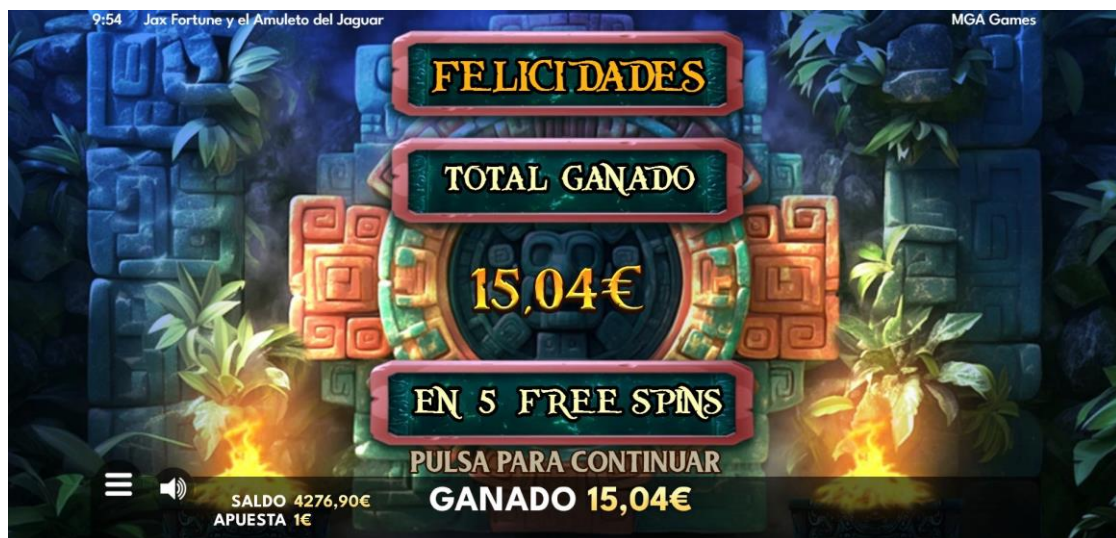 9:54 Jax Fortune y el Amuleto del Jaguar MGA Games
FELICIDADES
TOTAL GANADO
15,04€
EN 5 FREE SPINS
PULSA PARA CONTINUAR
SALDO 4276,90€
APUESTA 1€
GANADO 15,04€